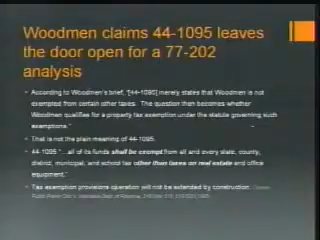 Woodmen claims 44-1095 leaves
the door open for a 77-202
analysis
• According to Woodmen's brief, "[44-1095] merely states that Woodmen is not
exempted from certain other taxes. The question then becomes whether
Woodmen qualifies for a property tax exemption under the statute governing such
exemptions."
• That is not the plain meaning of 44-1095.
• 44-1095 "…all of its funds shall be exempt from all and every state, county,
district, municipal, and school tax other than taxes on real estate and office
equipment."
• Tax exemption provisions operation will not be extended by construction.